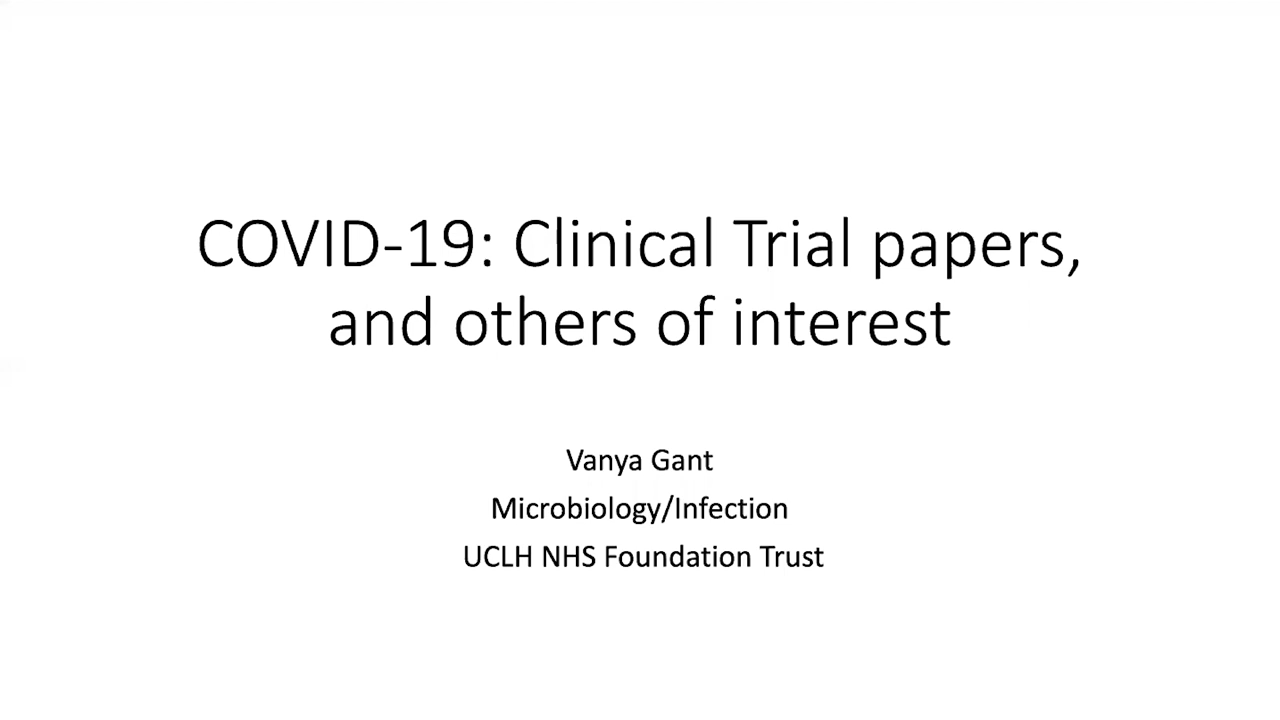 COVID-19: Clinical Trial papers,
and others of interest
Vanya Gant
Microbiology/Infection
UCLH NHS Foundation Trust